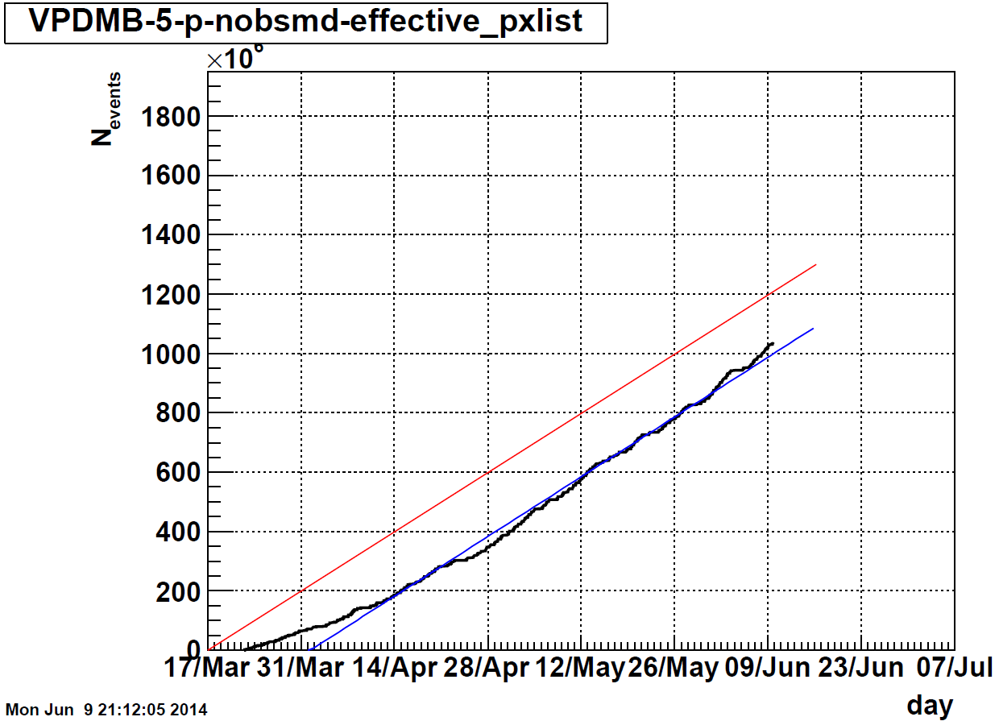 VPDMB-5-p-nobsmd-effective_pxlist
×10⁶
N_events
1800
1600
1400
1200
1000
800
600
400
200
0
17/Mar 31/Mar 14/Apr 28/Apr 12/May 26/May 09/Jun 23/Jun 07/Jul
day
Mon Jun 9 21:12:05 2014